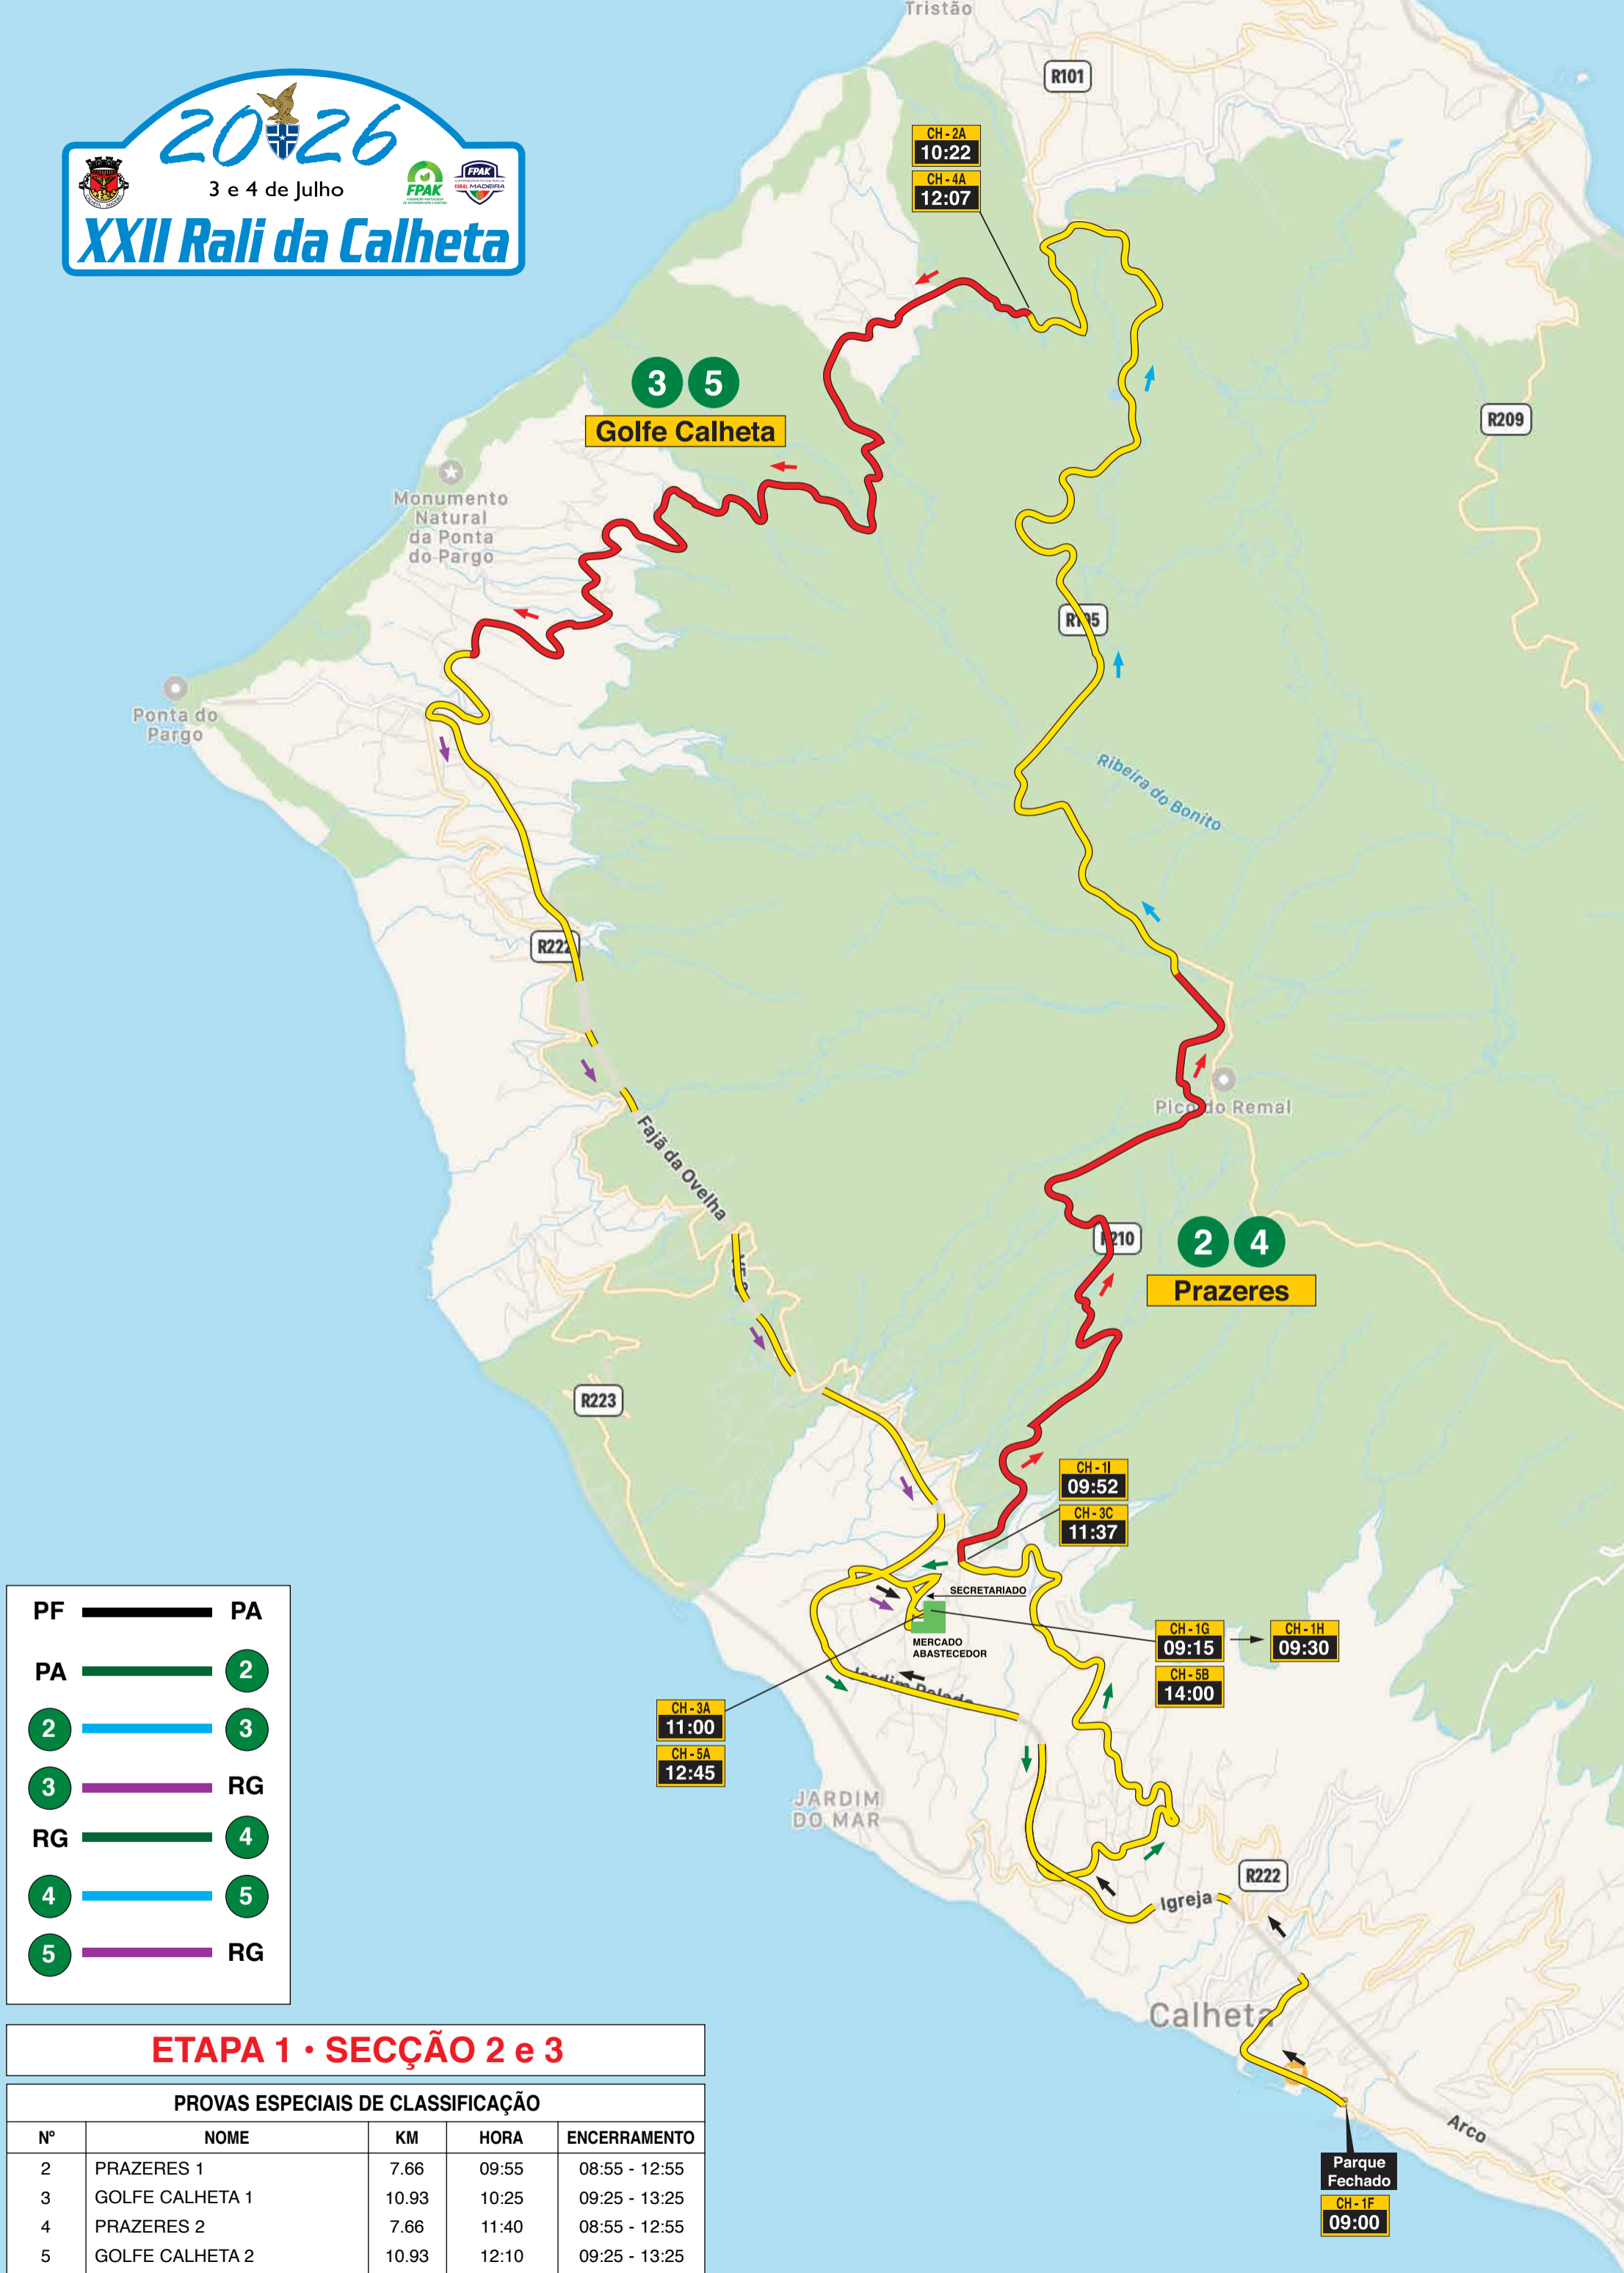 Tristão
R101
2026
3 e 4 de Julho
FPAK
FPAK
CORAL MADEIRA
XXII Rali da Calheta
CH - 2A
10:22
CH - 4A
12:07
3 5
Golfe Calheta
R209
Monumento
Natural
da Ponta
do Pargo
R105
Ponta do
Pargo
Ribeira do Bonito
R222
Pico do Remal
Fajã da Ovelha
R210
2 4
Prazeres
R223
CH - 1I
09:52
CH - 3C
11:37
SECRETARIADO
MERCADO
ABASTECEDOR
CH - 1G
09:15
CH - 1H
09:30
CH - 5B
14:00
CH - 3A
11:00
CH - 5A
12:45
JARDIM
DO MAR
R222
Igreja
Calheta
Arco
Parque
Fechado
CH - 1F
09:00
PF PA
PA 2
2 3
3 RG
RG 4
4 5
5 RG
ETAPA 1 • SECÇÃO 2 e 3
PROVAS ESPECIAIS DE CLASSIFICAÇÃO
Nº NOME KM HORA ENCERRAMENTO
2 PRAZERES 1 7.66 09:55 08:55 - 12:55
3 GOLFE CALHETA 1 10.93 10:25 09:25 - 13:25
4 PRAZERES 2 7.66 11:40 08:55 - 12:55
5 GOLFE CALHETA 2 10.93 12:10 09:25 - 13:25